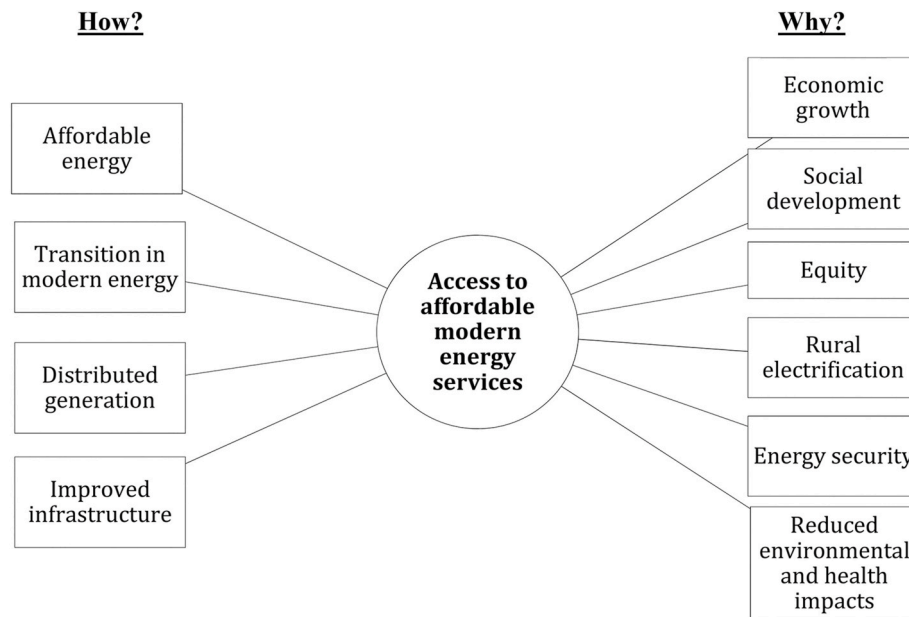 How?
Affordable
energy
Transition in
modern energy
Distributed
generation
Improved
infrastructure
Access to
affordable
modern
energy
services
Why?
Economic
growth
Social
development
Equity
Rural
electrification
Energy security
Reduced
environmental
and health
impacts